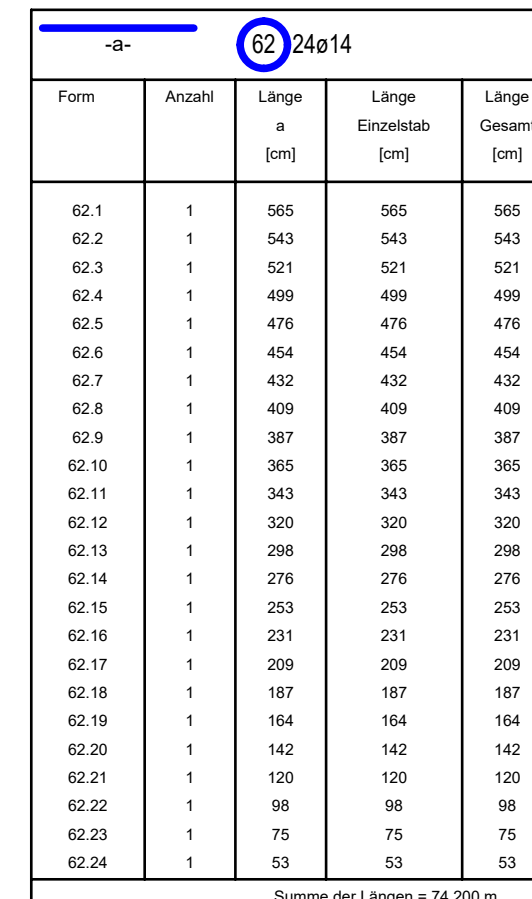 -a- 62 24ø14
Form Anzahl Länge Länge Länge
a Einzelstab Gesamt
[cm] [cm] [cm]
62.1 1 565 565 565
62.2 1 543 543 543
62.3 1 521 521 521
62.4 1 499 499 499
62.5 1 476 476 476
62.6 1 454 454 454
62.7 1 432 432 432
62.8 1 409 409 409
62.9 1 387 387 387
62.10 1 365 365 365
62.11 1 343 343 343
62.12 1 320 320 320
62.13 1 298 298 298
62.14 1 276 276 276
62.15 1 253 253 253
62.16 1 231 231 231
62.17 1 209 209 209
62.18 1 187 187 187
62.19 1 164 164 164
62.20 1 142 142 142
62.21 1 120 120 120
62.22 1 98 98 98
62.23 1 75 75 75
62.24 1 53 53 53
Summe der Längen = 74.200 m